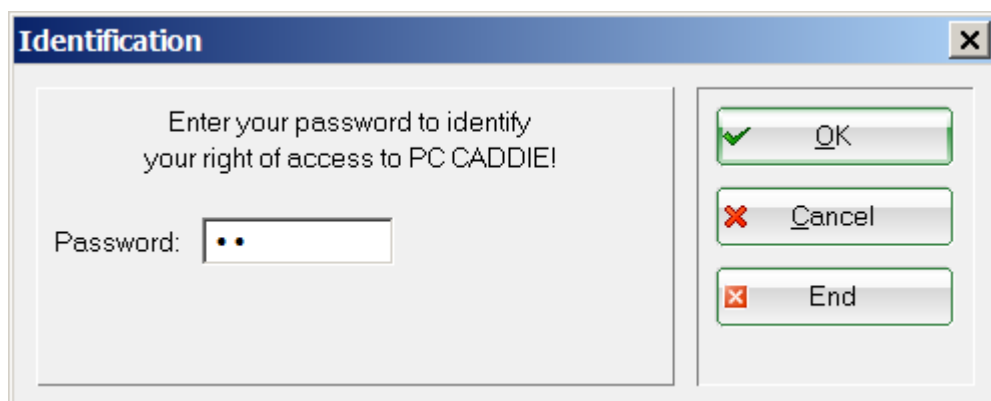 Identification
Enter your password to identify
your right of access to PC CADDIE!
Password: ••
OK
Cancel
End